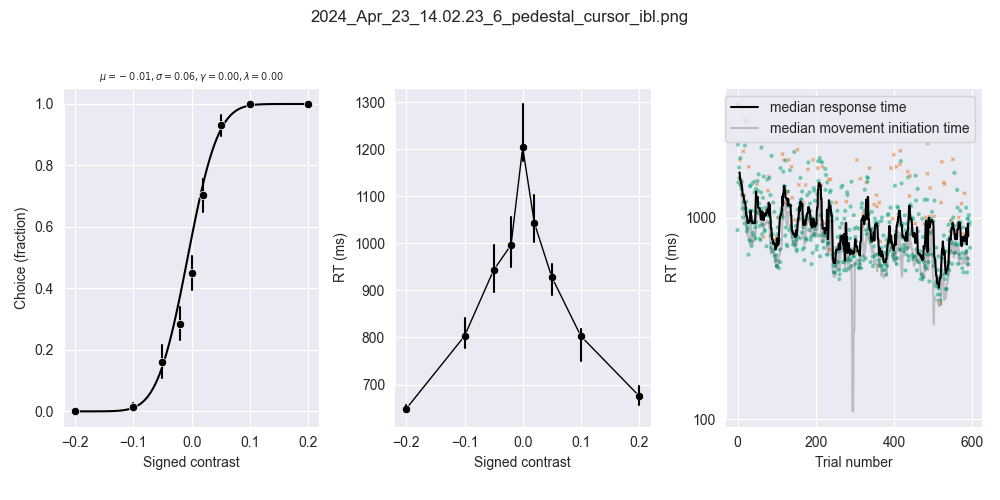 2024_Apr_23_14.02.23_6_pedestal_cursor_ibl.png
μ = − 0.01, σ = 0.06, γ = 0.00, λ = 0.00
Choice (fraction)
1.0
0.8
0.6
0.4
0.2
0.0
−0.2 −0.1 0.0 0.1 0.2
Signed contrast
RT (ms)
1300
1200
1100
1000
900
800
700
−0.2 −0.1 0.0 0.1 0.2
Signed contrast
median response time
median movement initiation time
RT (ms)
1000
100
0 200 400 600
Trial number